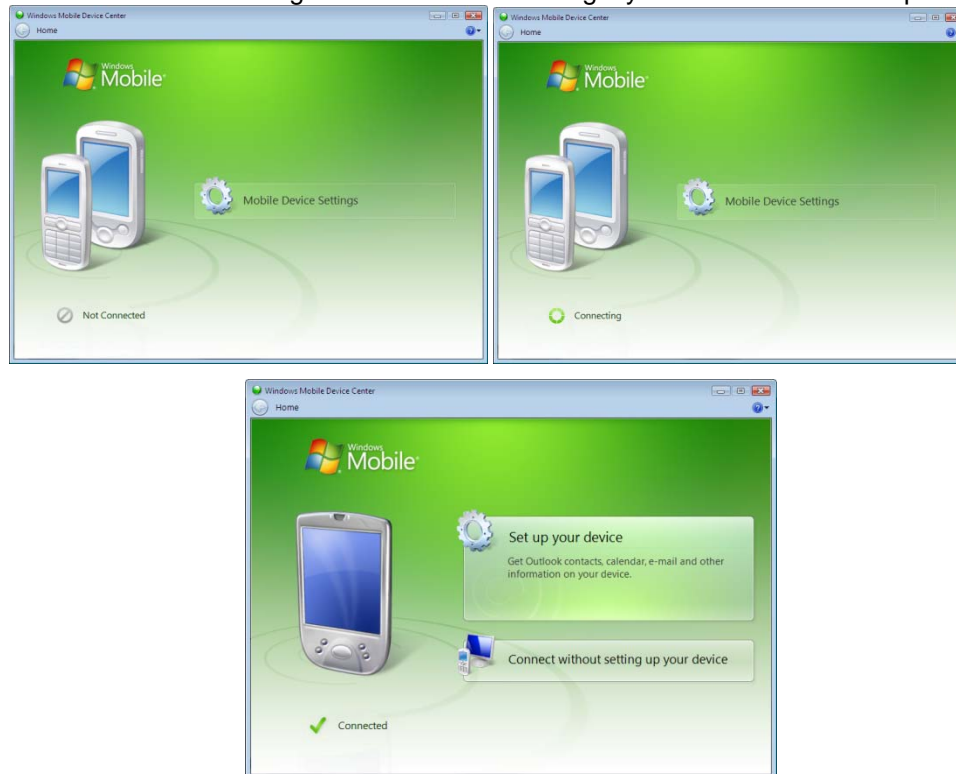 Windows Mobile Device Center
Home
Windows
Mobile
Mobile Device Settings
Not Connected
Windows Mobile Device Center
Home
Windows
Mobile
Mobile Device Settings
Connecting
Windows Mobile Device Center
Home
Windows
Mobile
Set up your device
Get Outlook contacts, calendar, e-mail and other
information on your device.
Connect without setting up your device
Connected